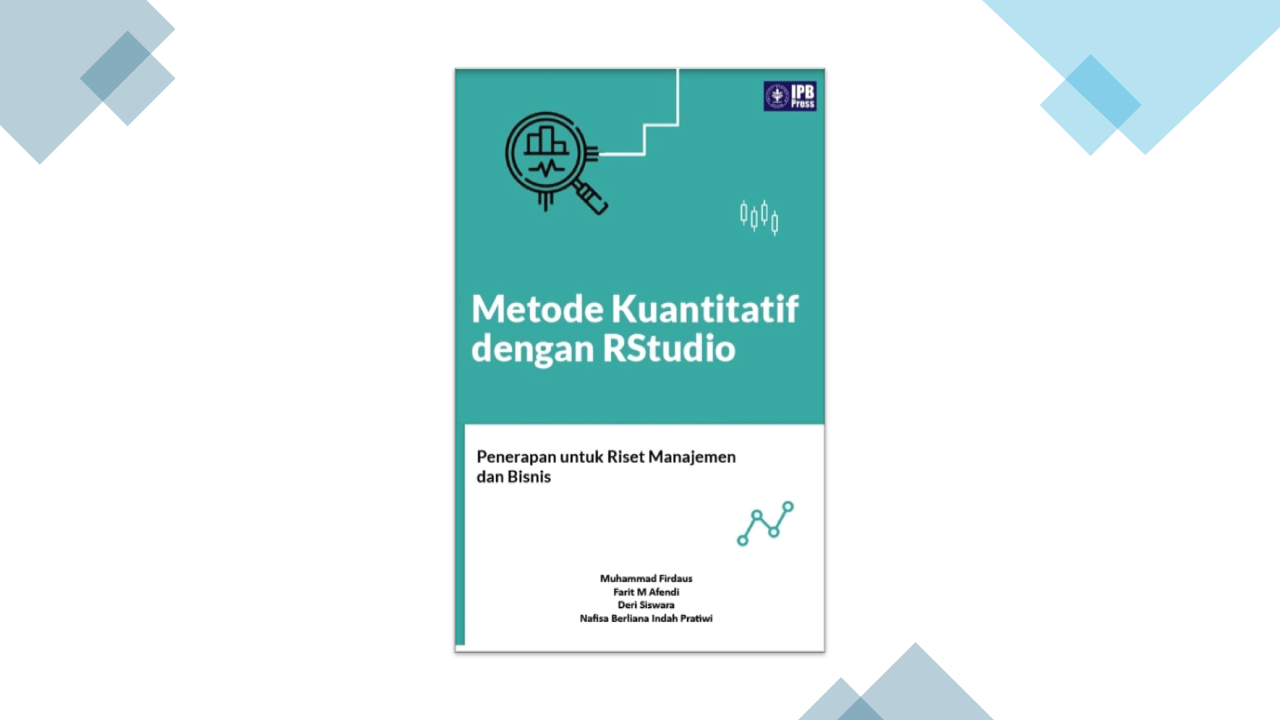 IPB
Press
Metode Kuantitatif
dengan RStudio
Penerapan untuk Riset Manajemen
dan Bisnis
Muhammad Firdaus
Farit M Afendi
Deri Siswara
Nafisa Berliana Indah Pratiwi